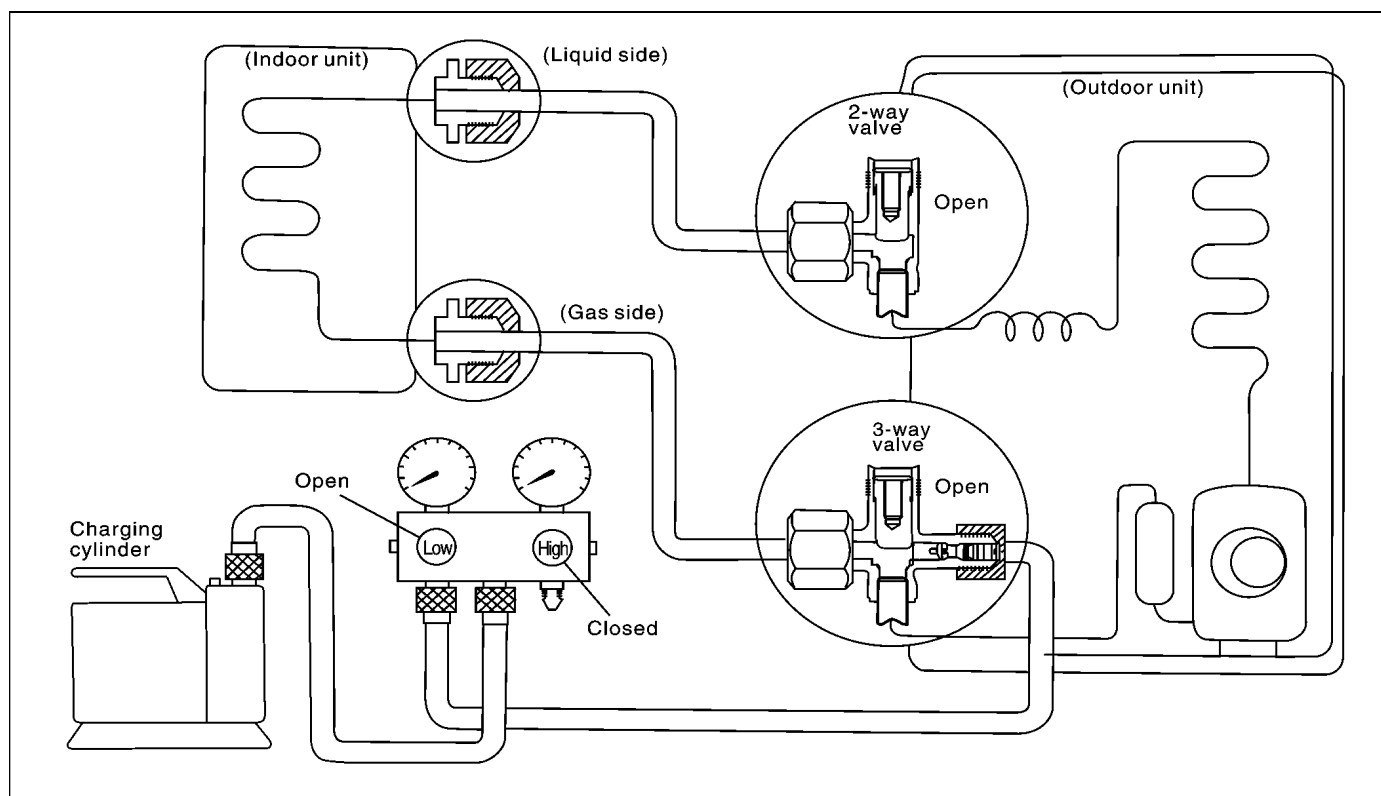 (Indoor unit)
(Liquid side)
(Outdoor unit)
2-way
valve
Open
(Gas side)
3-way
valve
Open
Open
Charging
cylinder
Low
High
Closed